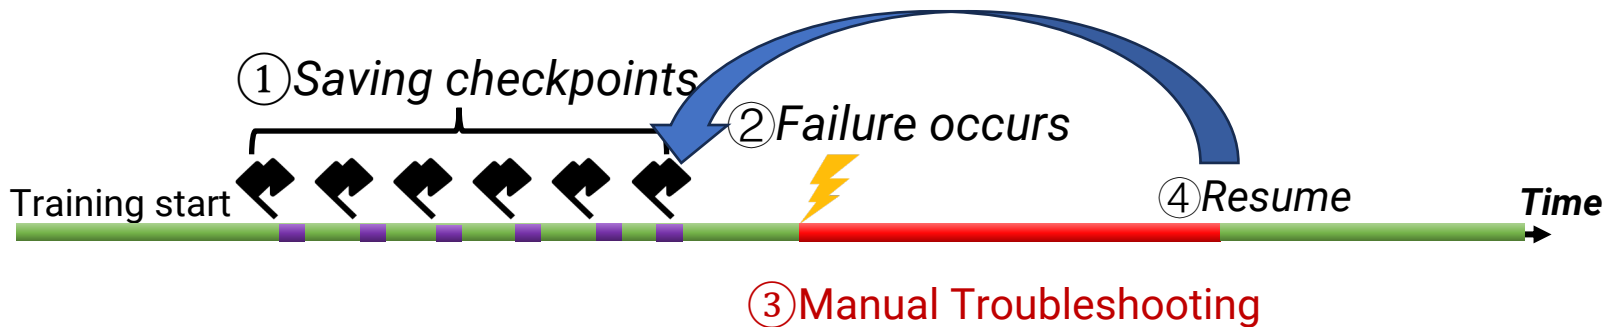 ①Saving checkpoints
②Failure occurs
Training start
④Resume
Time
③Manual Troubleshooting